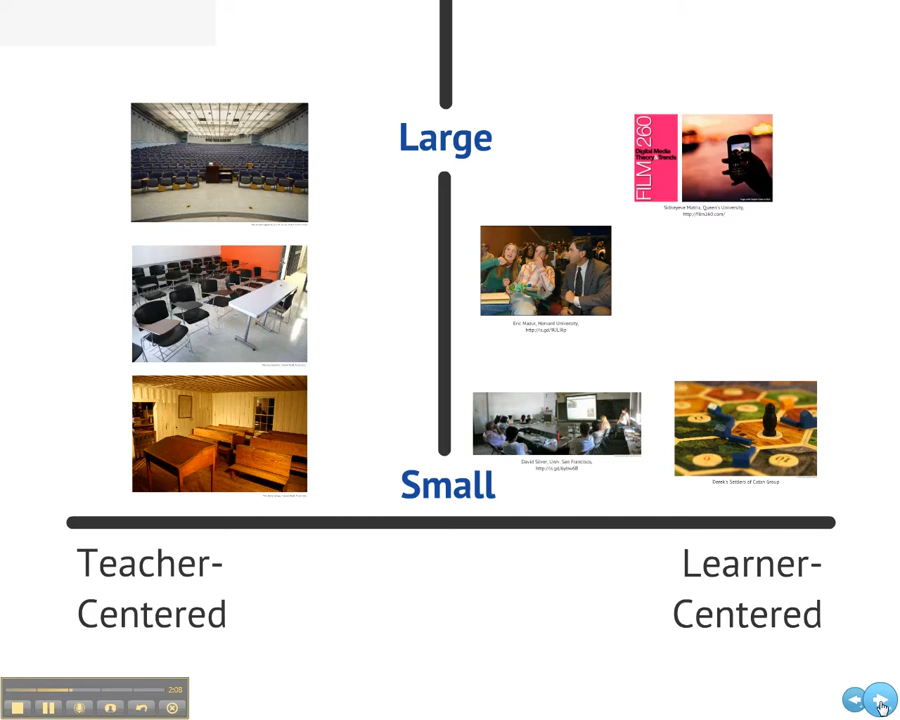 Large
FILM 260
Digital Media
Theory & Trends
Sidneyeve Matrix, Queen's University,
http://film260.com/
Eric Mazur, Harvard University,
David Silver, Univ. San Francisco,
Derek's Settlers of Catan Group
Small
Teacher-
Centered
Learner-
Centered
2:08